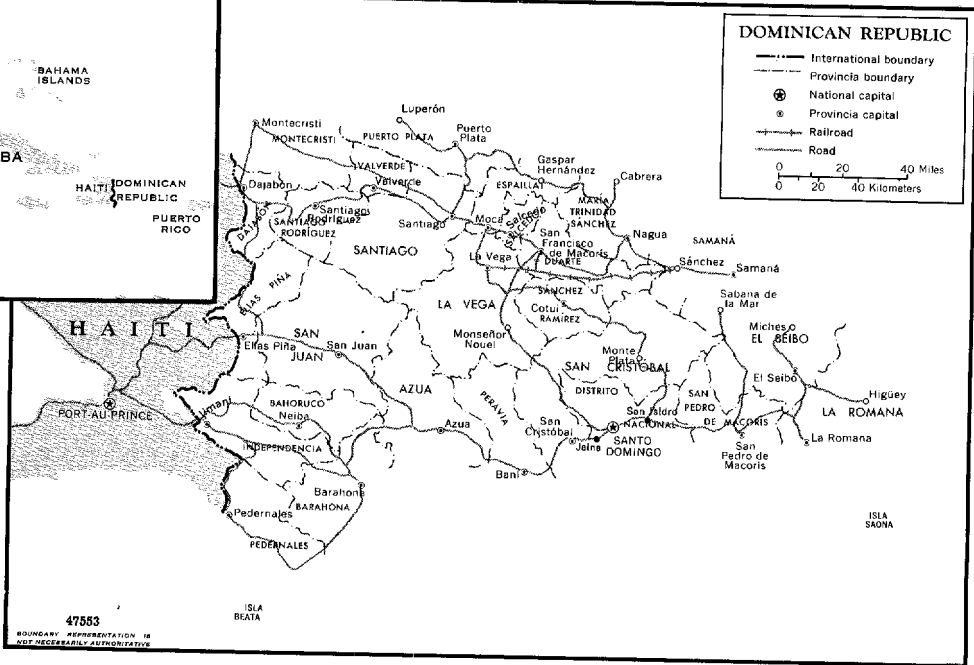 DOMINICAN REPUBLIC
International boundary
Provincia boundary
National capital
Provincia capital
Railroad
Road
0 20 40 Miles
0 20 40 Kilometers
BAHAMA
ISLANDS
BA
HAITI
DOMINICAN
REPUBLIC
PUERTO
RICO
Luperón
Montecristi
MONTECRISTI
PUERTO PLATA
Puerto
Plata
VALVERDE
Valverde
Gaspar
Hernández
ESPAILLAT
Cabrera
Dajabón
DAJABÓN
Santiago
Rodríguez
SANTIAGO
RODRÍGUEZ
Santiago
Moca
Salcedo
SALCEDO
MARÍA
TRINIDAD
SÁNCHEZ
SANTIAGO
San
Francisco
de Macorís
DUARTE
Nagua
SAMANÁ
La Vega
Sánchez
Samaná
ELIAS PIÑA
SÁNCHEZ
RAMÍREZ
Cotuí
LA VEGA
Sabana de
la Mar
HAITI
Elías Piña
SAN
JUAN
San Juan
Monseñor
Nouel
Miches
EL SEIBO
Monte
Plata
SAN CRISTÓBAL
El Seibo
AZUA
PERAVIA
DISTRITO
NACIONAL
SAN
PEDRO
DE MACORIS
Higüey
LA ROMANA
PORT-AU-PRINCE
Jimaní
BAHORUCO
Neiba
Azua
San
Cristóbal
San Isidro
Jaina
SANTO
DOMINGO
La Romana
San
Pedro de
Macorís
INDEPENDENCIA
Baní
Barahona
BARAHONA
Pedernales
PEDERNALES
ISLA
SAONA
ISLA
BEATA
47553
BOUNDARY REPRESENTATION IS
NOT NECESSARILY AUTHORITATIVE